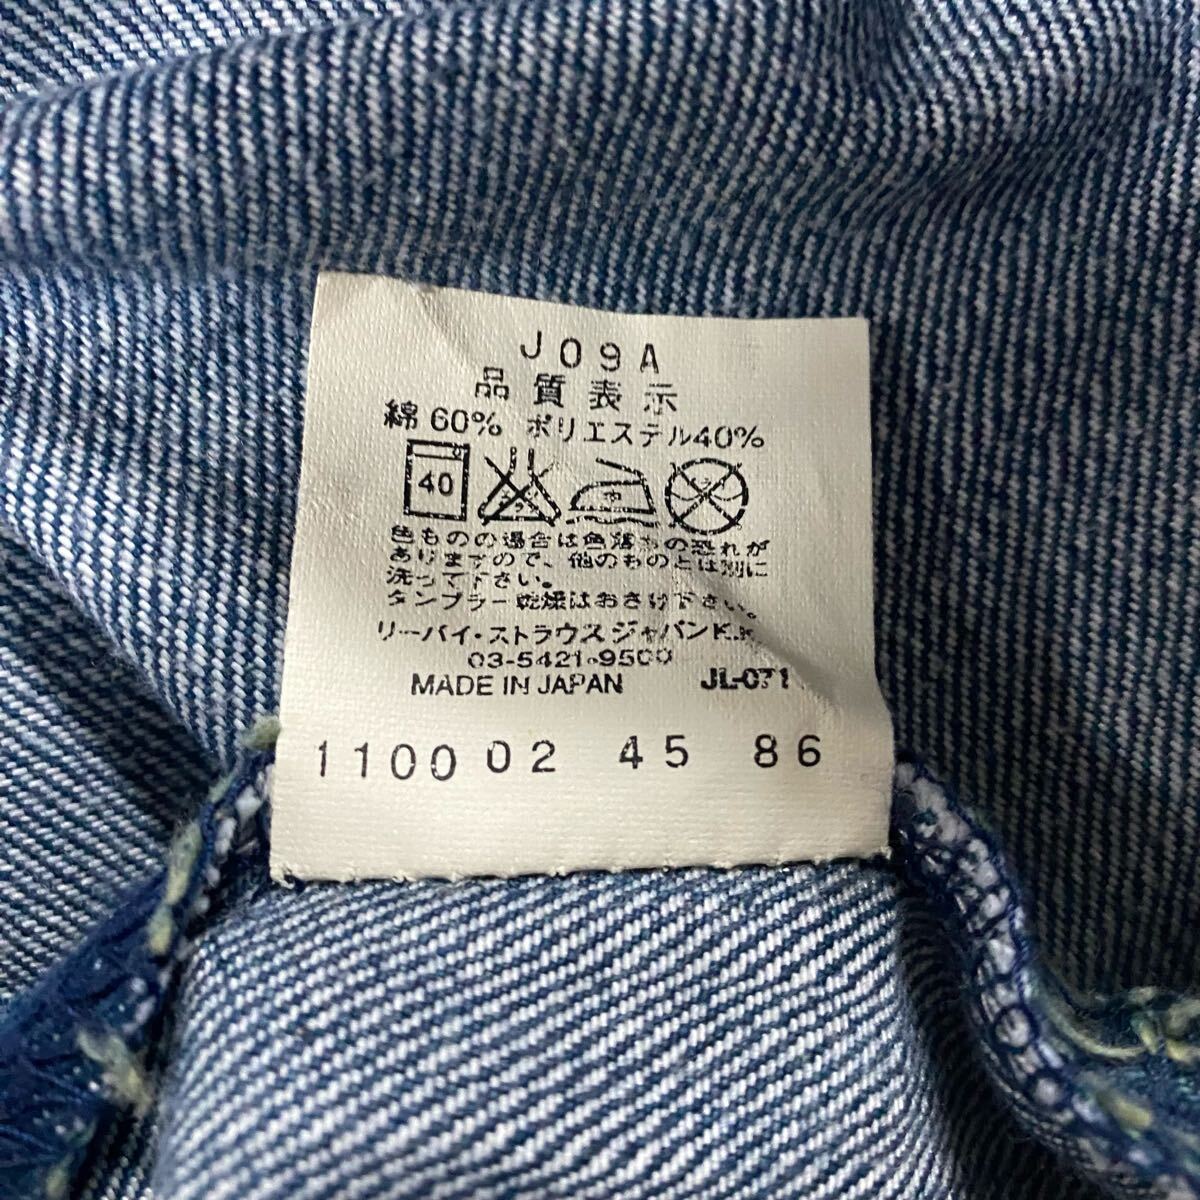 J09A
品質表示
綿 60% ポリエステル40%
40
色ものの場合は色落ちの恐れが
ありますので、他のものとは別に
洗って下さい。
タンブラー乾燥はおさけ下さい。
リーバイ・ストラウス ジャパンK.K.
03-5421-9500
MADE IN JAPAN JL-071
1100 02 45 86